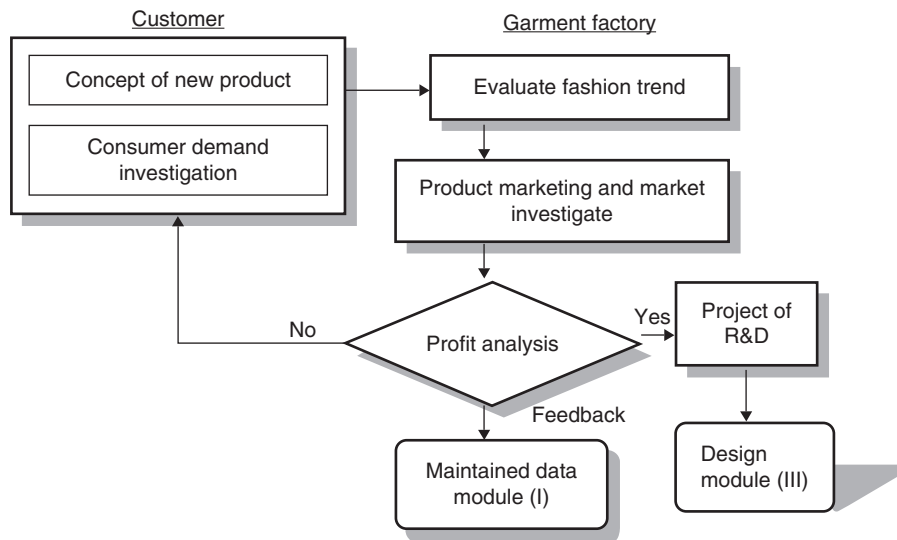 Customer
Garment factory
Concept of new product
Evaluate fashion trend
Consumer demand
investigation
Product marketing and market
investigate
Profit analysis
No
Yes
Project of
R&D
Feedback
Maintained data
module (I)
Design
module (III)